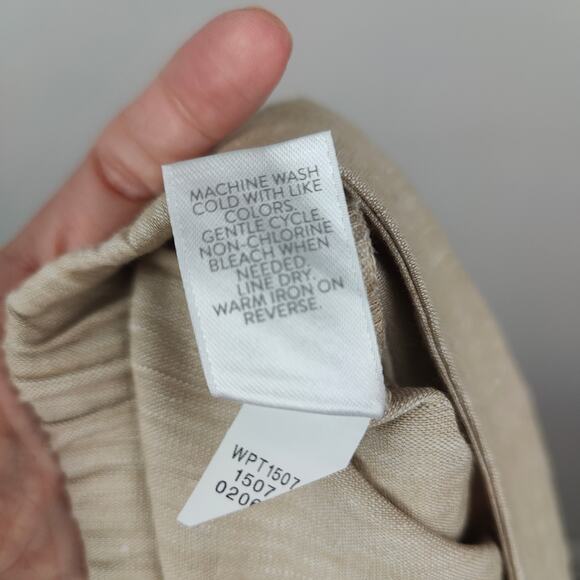 MACHINE WASH
COLD WITH LIKE
COLORS.
GENTLE CYCLE.
NON-CHLORINE
BLEACH WHEN
NEEDED.
LINE DRY.
WARM IRON ON
REVERSE.
WPT1507
1507
020